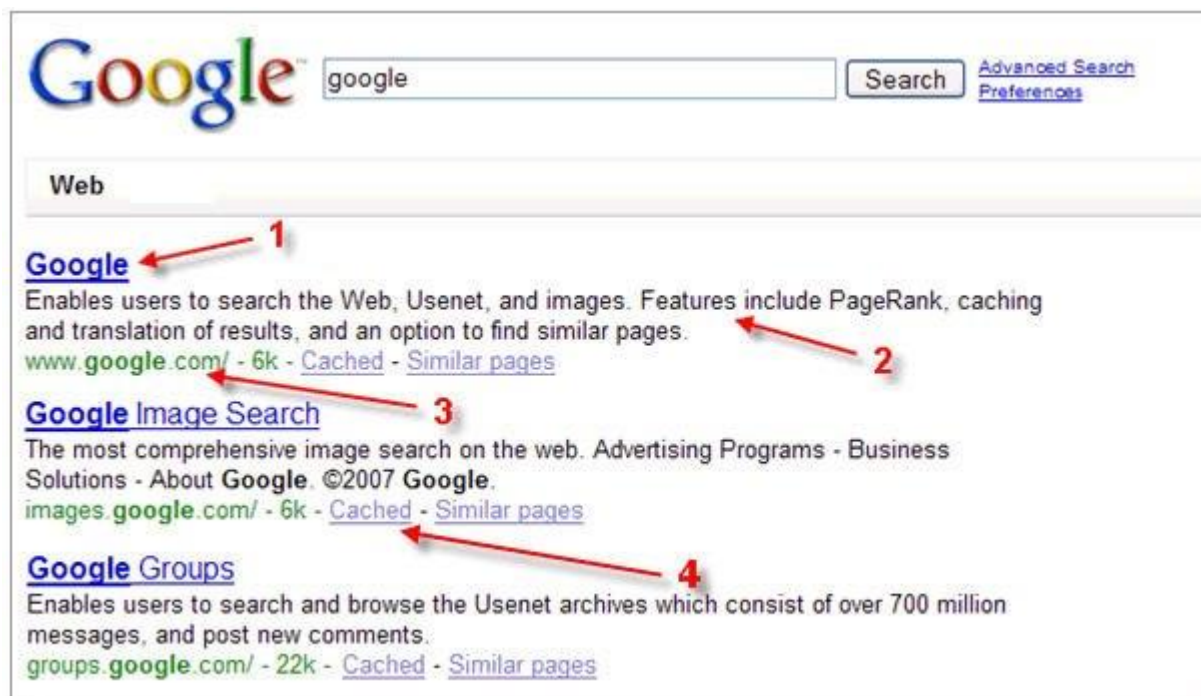 Google™
google
Search
Advanced Search
Preferences
Web
1
Google
Enables users to search the Web, Usenet, and images. Features include PageRank, caching
and translation of results, and an option to find similar pages.
2
www.google.com/ - 6k - Cached - Similar pages
3
Google Image Search
The most comprehensive image search on the web. Advertising Programs - Business
Solutions - About Google. ©2007 Google.
images.google.com/ - 6k - Cached - Similar pages
4
Google Groups
Enables users to search and browse the Usenet archives which consist of over 700 million
messages, and post new comments.
groups.google.com/ - 22k - Cached - Similar pages